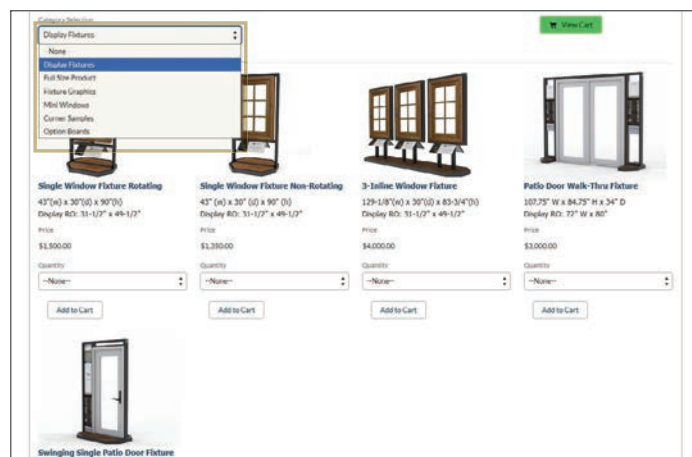 Category Selection
Display Fixtures
View Cart
--None--
Display Fixtures
Full Size Product
Fixture Graphics
Mini Windows
Corner Samples
Option Boards
Single Window Fixture Rotating
43"(w) x 30"(d) x 90"(h)
Display RO: 31-1/2" x 49-1/2"
Price
$1,500.00
Quantity
--None--
Add to Cart
Single Window Fixture Non-Rotating
43" (w) x 30" (d) x 90" (h)
Display RO: 31-1/2" x 49-1/2"
Price
Quantity
--None--
Add to Cart
3-Inline Window Fixture
129-1/8"(w) x 30"(d) x 83-3/4"(h)
Display RO: 31-1/2" x 49-1/2"
Price
$4,000.00
Quantity
--None--
Add to Cart
Patio Door Walk-Thru Fixture
107.75" W x 84.75" H x 34" D
Display RO: 72" W x 80"
Price
$3,000.00
Quantity
--None--
Add to Cart
Swinging Single Patio Door Fixture